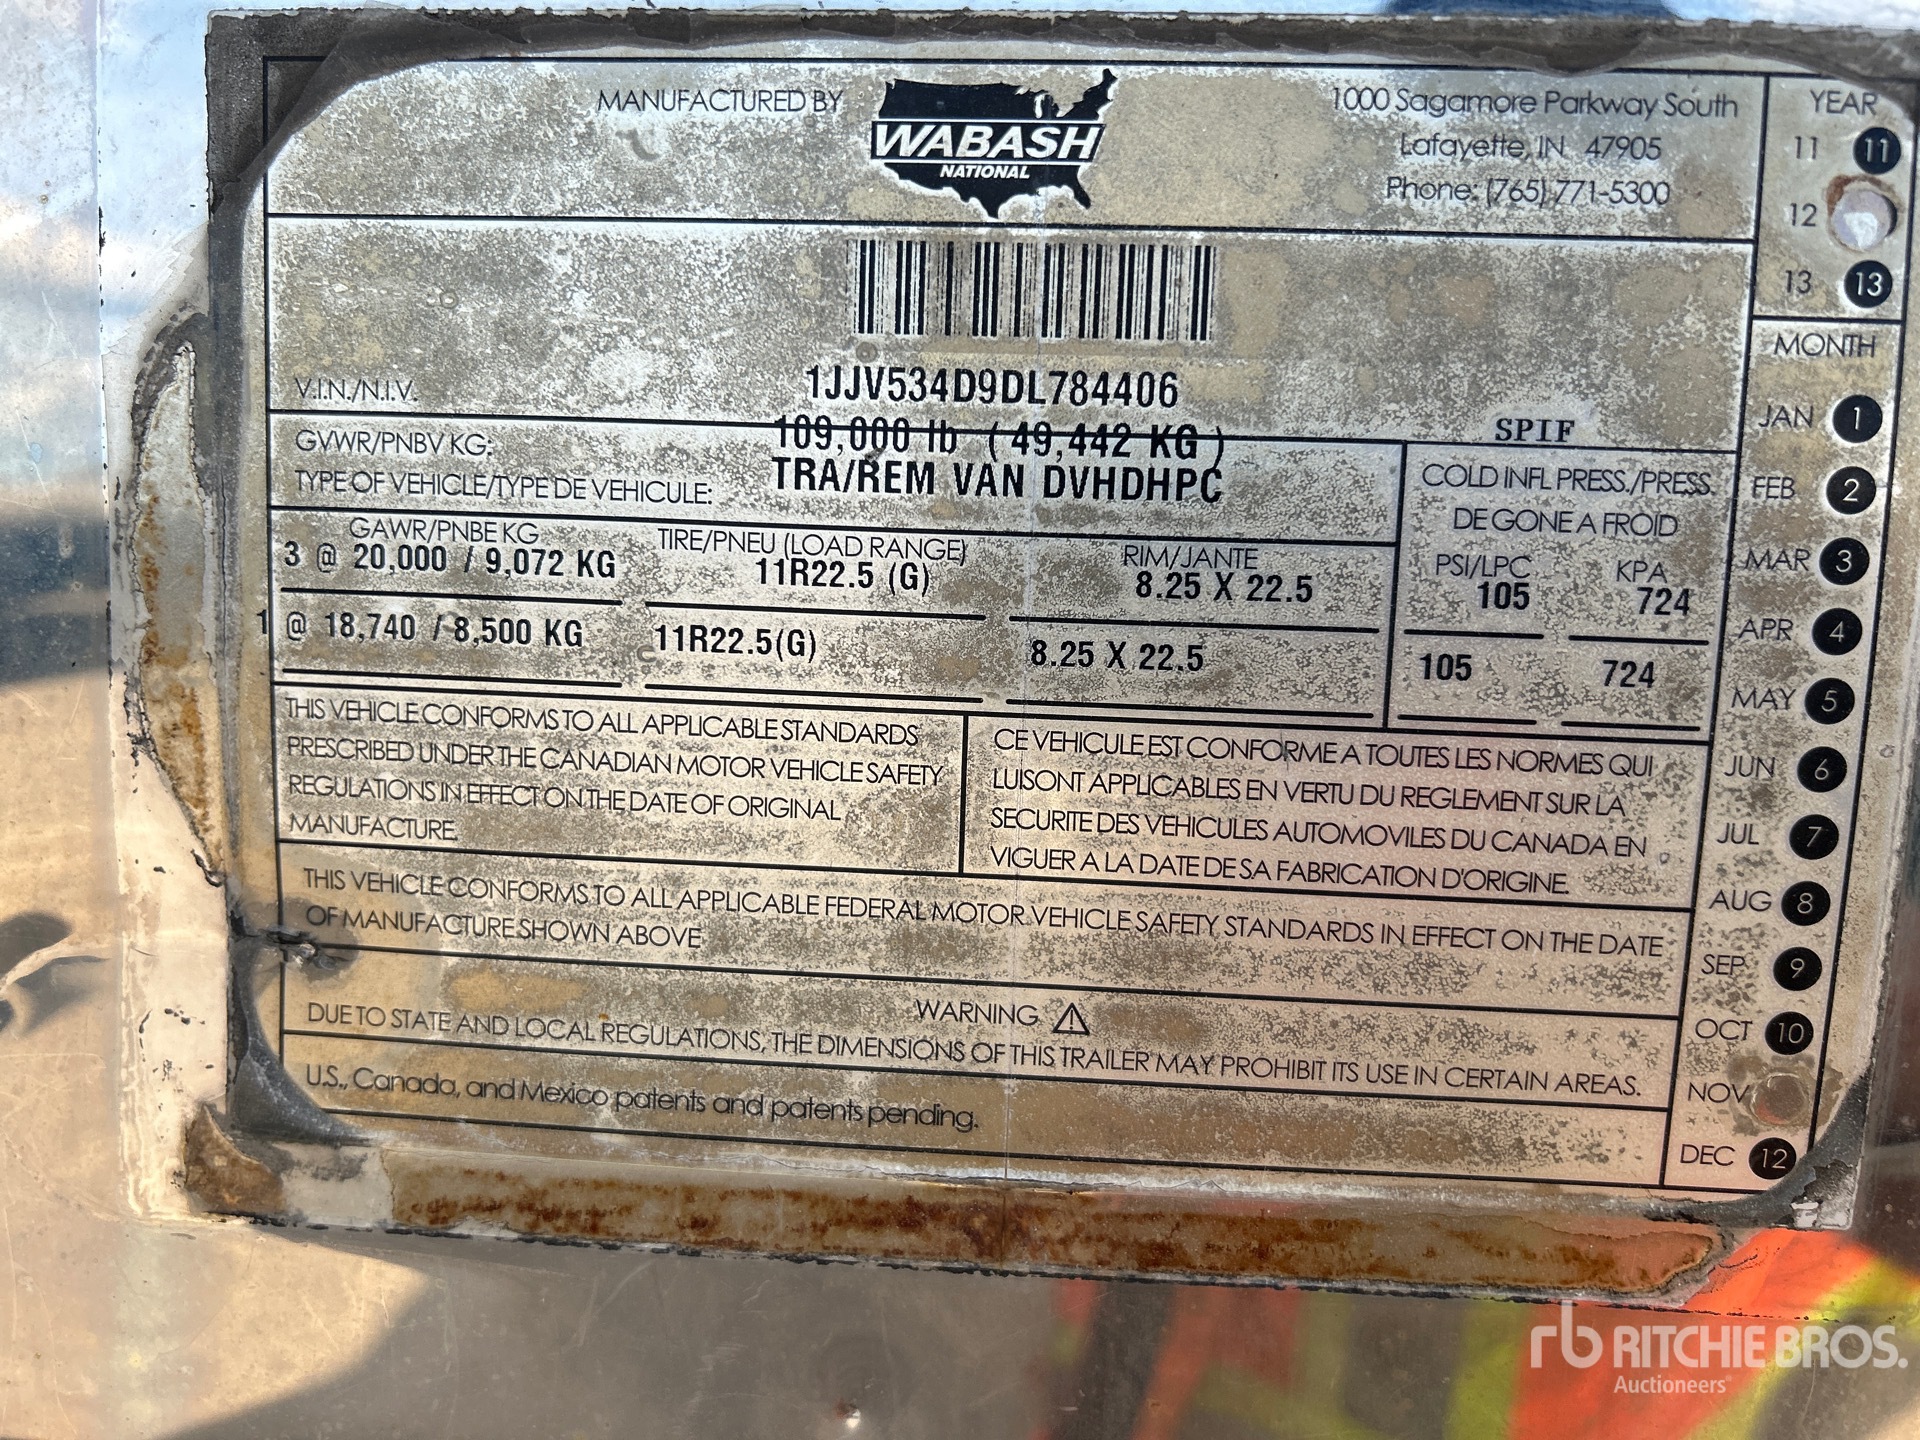 MANUFACTURED BY
WABASH
NATIONAL
1000 Sagamore Parkway South
Lafayette, IN 47905
Phone: (765) 771-5300
YEAR
11 11
12
13 13
V.I.N./N.I.V.
1JJV534D9DL784406
GVWR/PNBV KG:
109,000 lb ( 49,442 KG )
TYPE OF VEHICLE/TYPE DE VEHICULE:
TRA/REM VAN DVHDHPC
SPIF
COLD INFL PRESS./PRESS.
DE GONE A FROID
GAWR/PNBE KG TIRE/PNEU (LOAD RANGE) RIM/JANTE PSI/LPC KPA
3 @ 20,000 / 9,072 KG 11R22.5 (G) 8.25 X 22.5 105 724
1 @ 18,740 / 8,500 KG 11R22.5(G) 8.25 X 22.5 105 724
THIS VEHICLE CONFORMS TO ALL APPLICABLE STANDARDS
PRESCRIBED UNDER THE CANADIAN MOTOR VEHICLE SAFETY
REGULATIONS IN EFFECT ON THE DATE OF ORIGINAL
MANUFACTURE.
CE VEHICULE EST CONFORME A TOUTES LES NORMES QUI
LUISONT APPLICABLES EN VERTU DU REGLEMENT SUR LA
SECURITE DES VEHICULES AUTOMOVILES DU CANADA EN
VIGUER A LA DATE DE SA FABRICATION D'ORIGINE.
THIS VEHICLE CONFORMS TO ALL APPLICABLE FEDERAL MOTOR VEHICLE SAFETY STANDARDS IN EFFECT ON THE DATE
OF MANUFACTURE SHOWN ABOVE
WARNING
DUE TO STATE AND LOCAL REGULATIONS, THE DIMENSIONS OF THIS TRAILER MAY PROHIBIT ITS USE IN CERTAIN AREAS.
U.S., Canada, and Mexico patents and patents pending.
MONTH
JAN 1
FEB 2
MAR 3
APR 4
MAY 5
JUN 6
JUL 7
AUG 8
SEP 9
OCT 10
NOV
DEC 12
rb RITCHIE BROS.
Auctioneers